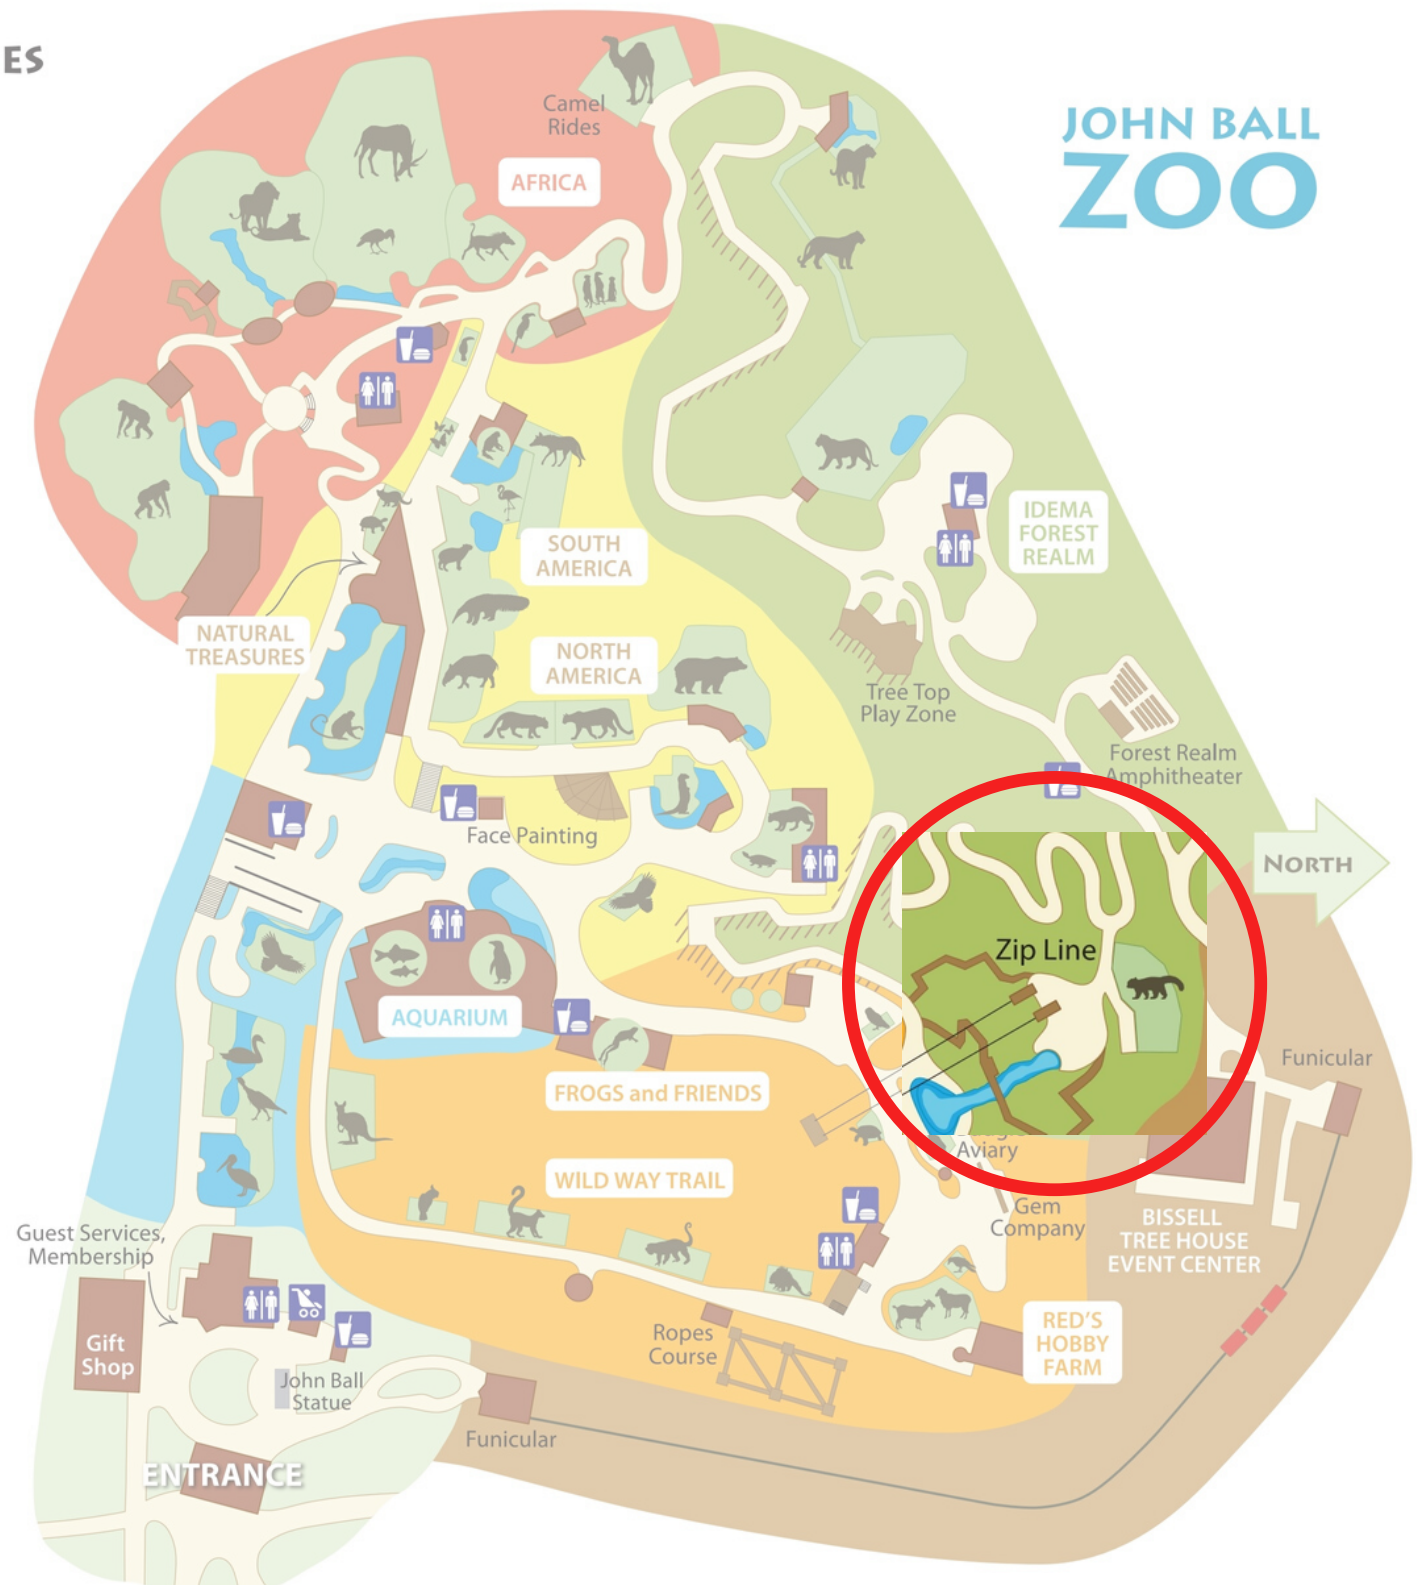 ES
JOHN BALL
ZOO
Camel
Rides
AFRICA
IDEMA
FOREST
REALM
SOUTH
AMERICA
NATURAL
TREASURES
NORTH
AMERICA
Tree Top
Play Zone
Forest Realm
Amphitheater
Face Painting
NORTH
Zip Line
AQUARIUM
Funicular
FROGS and FRIENDS
Aviary
WILD WAY TRAIL
Gem
Company
BISSELL
TREE HOUSE
EVENT CENTER
Guest Services,
Membership
Gift
Shop
Ropes
Course
RED'S
HOBBY
FARM
John Ball
Statue
Funicular
ENTRANCE